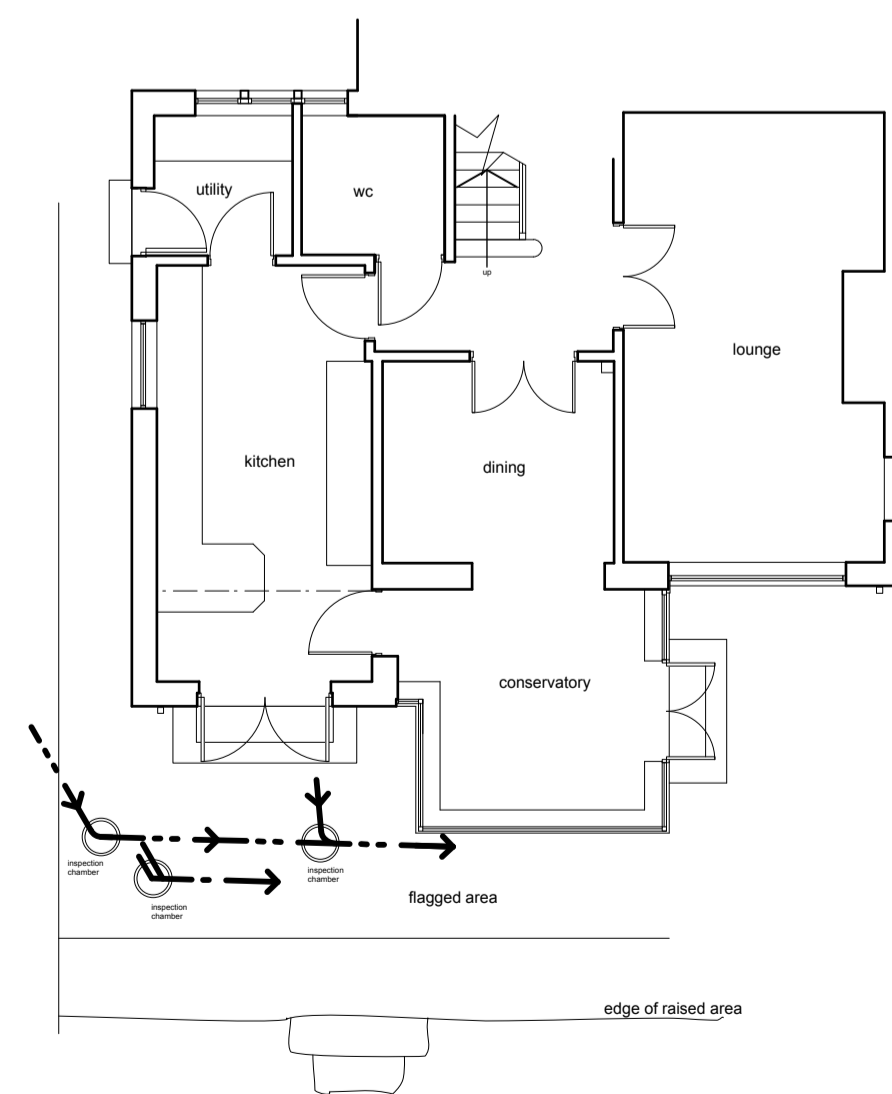 utility
wc
up
lounge
kitchen
dining
conservatory
inspection
chamber
inspection
chamber
inspection
chamber
flagged area
edge of raised area